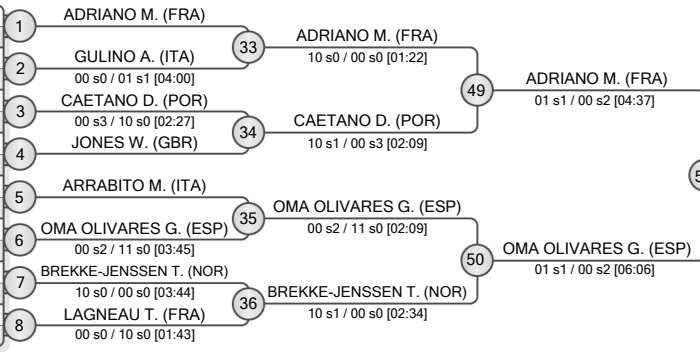 1
ADRIANO M. (FRA)
2
GULINO A. (ITA)
00 s0 / 01 s1 [04:00]
3
CAETANO D. (POR)
00 s3 / 10 s0 [02:27]
4
JONES W. (GBR)
5
ARRABITO M. (ITA)
6
OMA OLIVARES G. (ESP)
00 s2 / 11 s0 [03:45]
7
BREKKE-JENSSEN T. (NOR)
10 s0 / 00 s0 [03:44]
8
LAGNEAU T. (FRA)
00 s0 / 10 s0 [01:43]
33
ADRIANO M. (FRA)
10 s0 / 00 s0 [01:22]
34
CAETANO D. (POR)
10 s1 / 00 s3 [02:09]
35
OMA OLIVARES G. (ESP)
00 s2 / 11 s0 [02:09]
36
BREKKE-JENSSEN T. (NOR)
10 s1 / 00 s0 [02:34]
49
ADRIANO M. (FRA)
01 s1 / 00 s2 [04:37]
50
OMA OLIVARES G. (ESP)
01 s1 / 00 s2 [06:06]